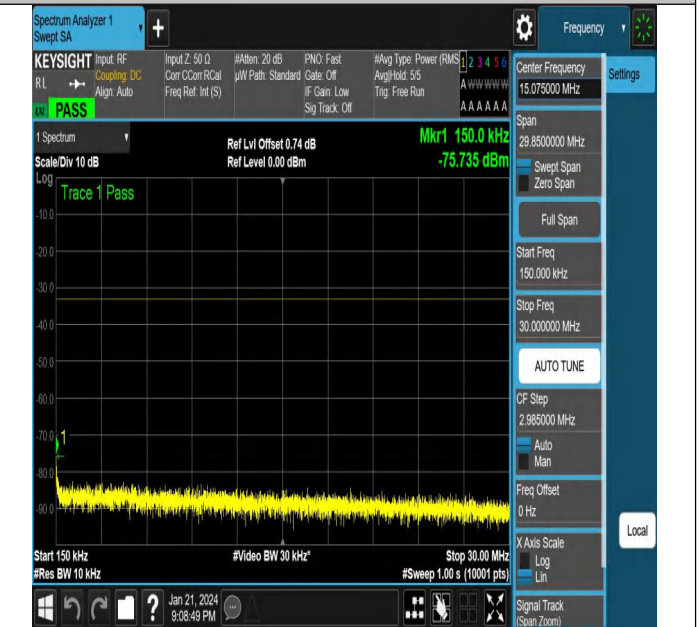 Spectrum Analyzer 1
Swept SA
+
Frequency
KEYSIGHT
RL
PASS
Input: RF
Coupling: DC
Align: Auto
Input Z: 50 Ω
Corr CCorr RCal
Freq Ref: Int (S)
#Atten: 20 dB
µW Path: Standard
PNO: Fast
Gate: Off
IF Gain: Low
Sig Track: Off
#Avg Type: Power (RMS
Avg|Hold: 5/5
Trig: Free Run
1 2 3 4 5 6
A W W W W W
A A A A A A
1 Spectrum
Scale/Div 10 dB
Log
Ref Lvl Offset 0.74 dB
Ref Level 0.00 dBm
Mkr1 150.0 kHz
-75.735 dBm
Trace 1 Pass
-10.0
-20.0
-30.0
-40.0
-50.0
-60.0
-70.0
1
-80.0
-90.0
Start 150 kHz
#Res BW 10 kHz
#Video BW 30 kHz*
Stop 30.00 MHz
#Sweep 1.00 s (10001 pts)
?
Jan 21, 2024
9:08:49 PM
Center Frequency
15.075000 MHz
Settings
Span
29.8500000 MHz
Swept Span
Zero Span
Full Span
Start Freq
150.000 kHz
Stop Freq
30.000000 MHz
AUTO TUNE
CF Step
2.985000 MHz
Auto
Man
Freq Offset
0 Hz
Local
X Axis Scale
Log
Lin
Signal Track
(Span Zoom)